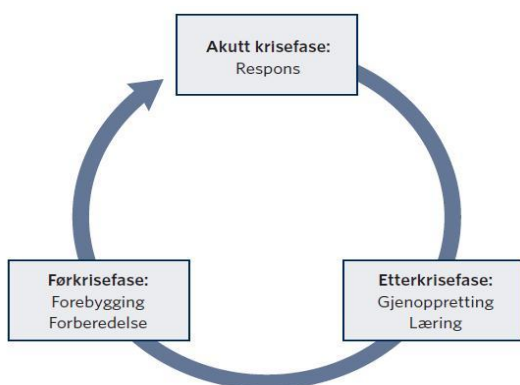 Akutt krisefase:
Respons
Førkrisefase:
Forebygging
Forberedelse
Etterkrisefase:
Gjenoppretting
Læring